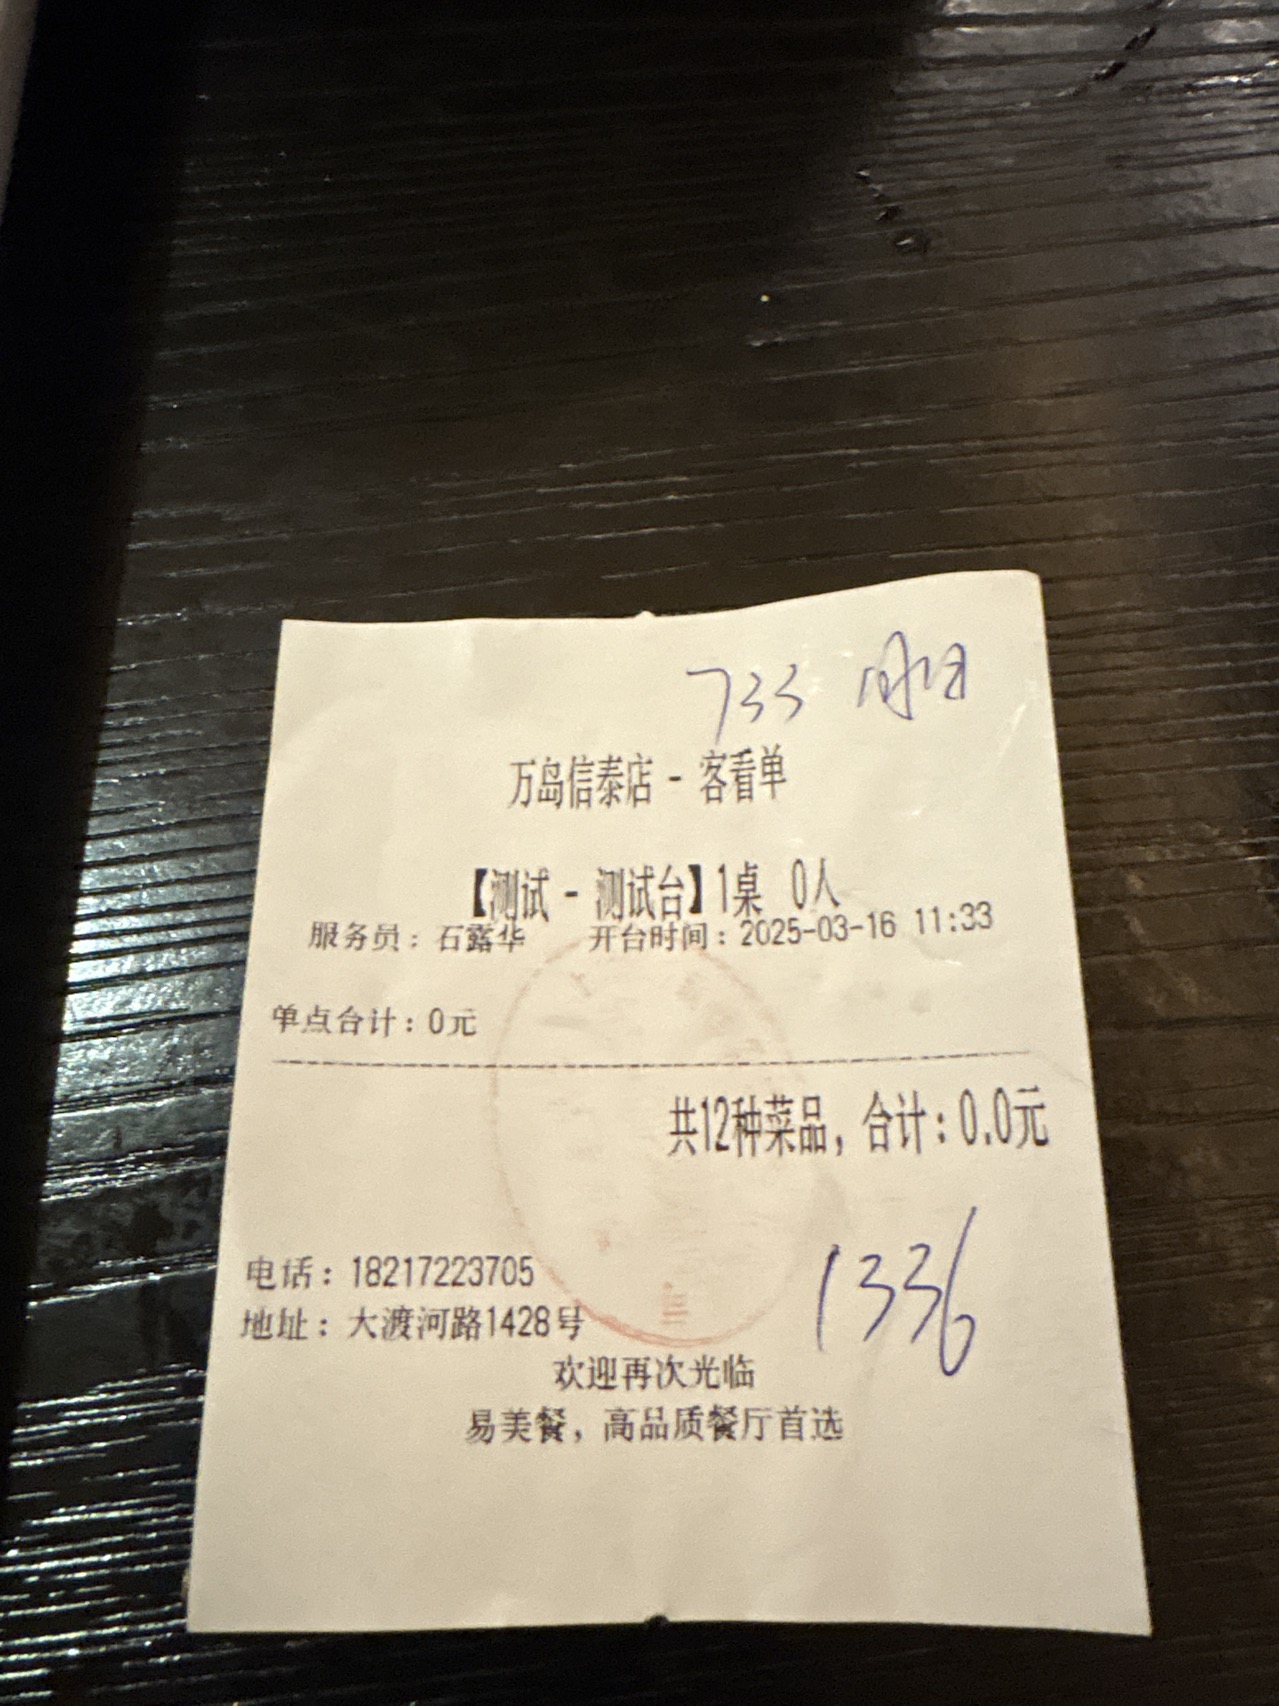 733
万岛信泰店 - 客看单
【测试 - 测试台】1桌 0人
服务员：石露华 开台时间：2025-03-16 11:33
单点合计：0元
共12种菜品，合计：0.0元
1336
电话：18217223705
地址：大渡河路1428号
欢迎再次光临
易美餐，高品质餐厅首选